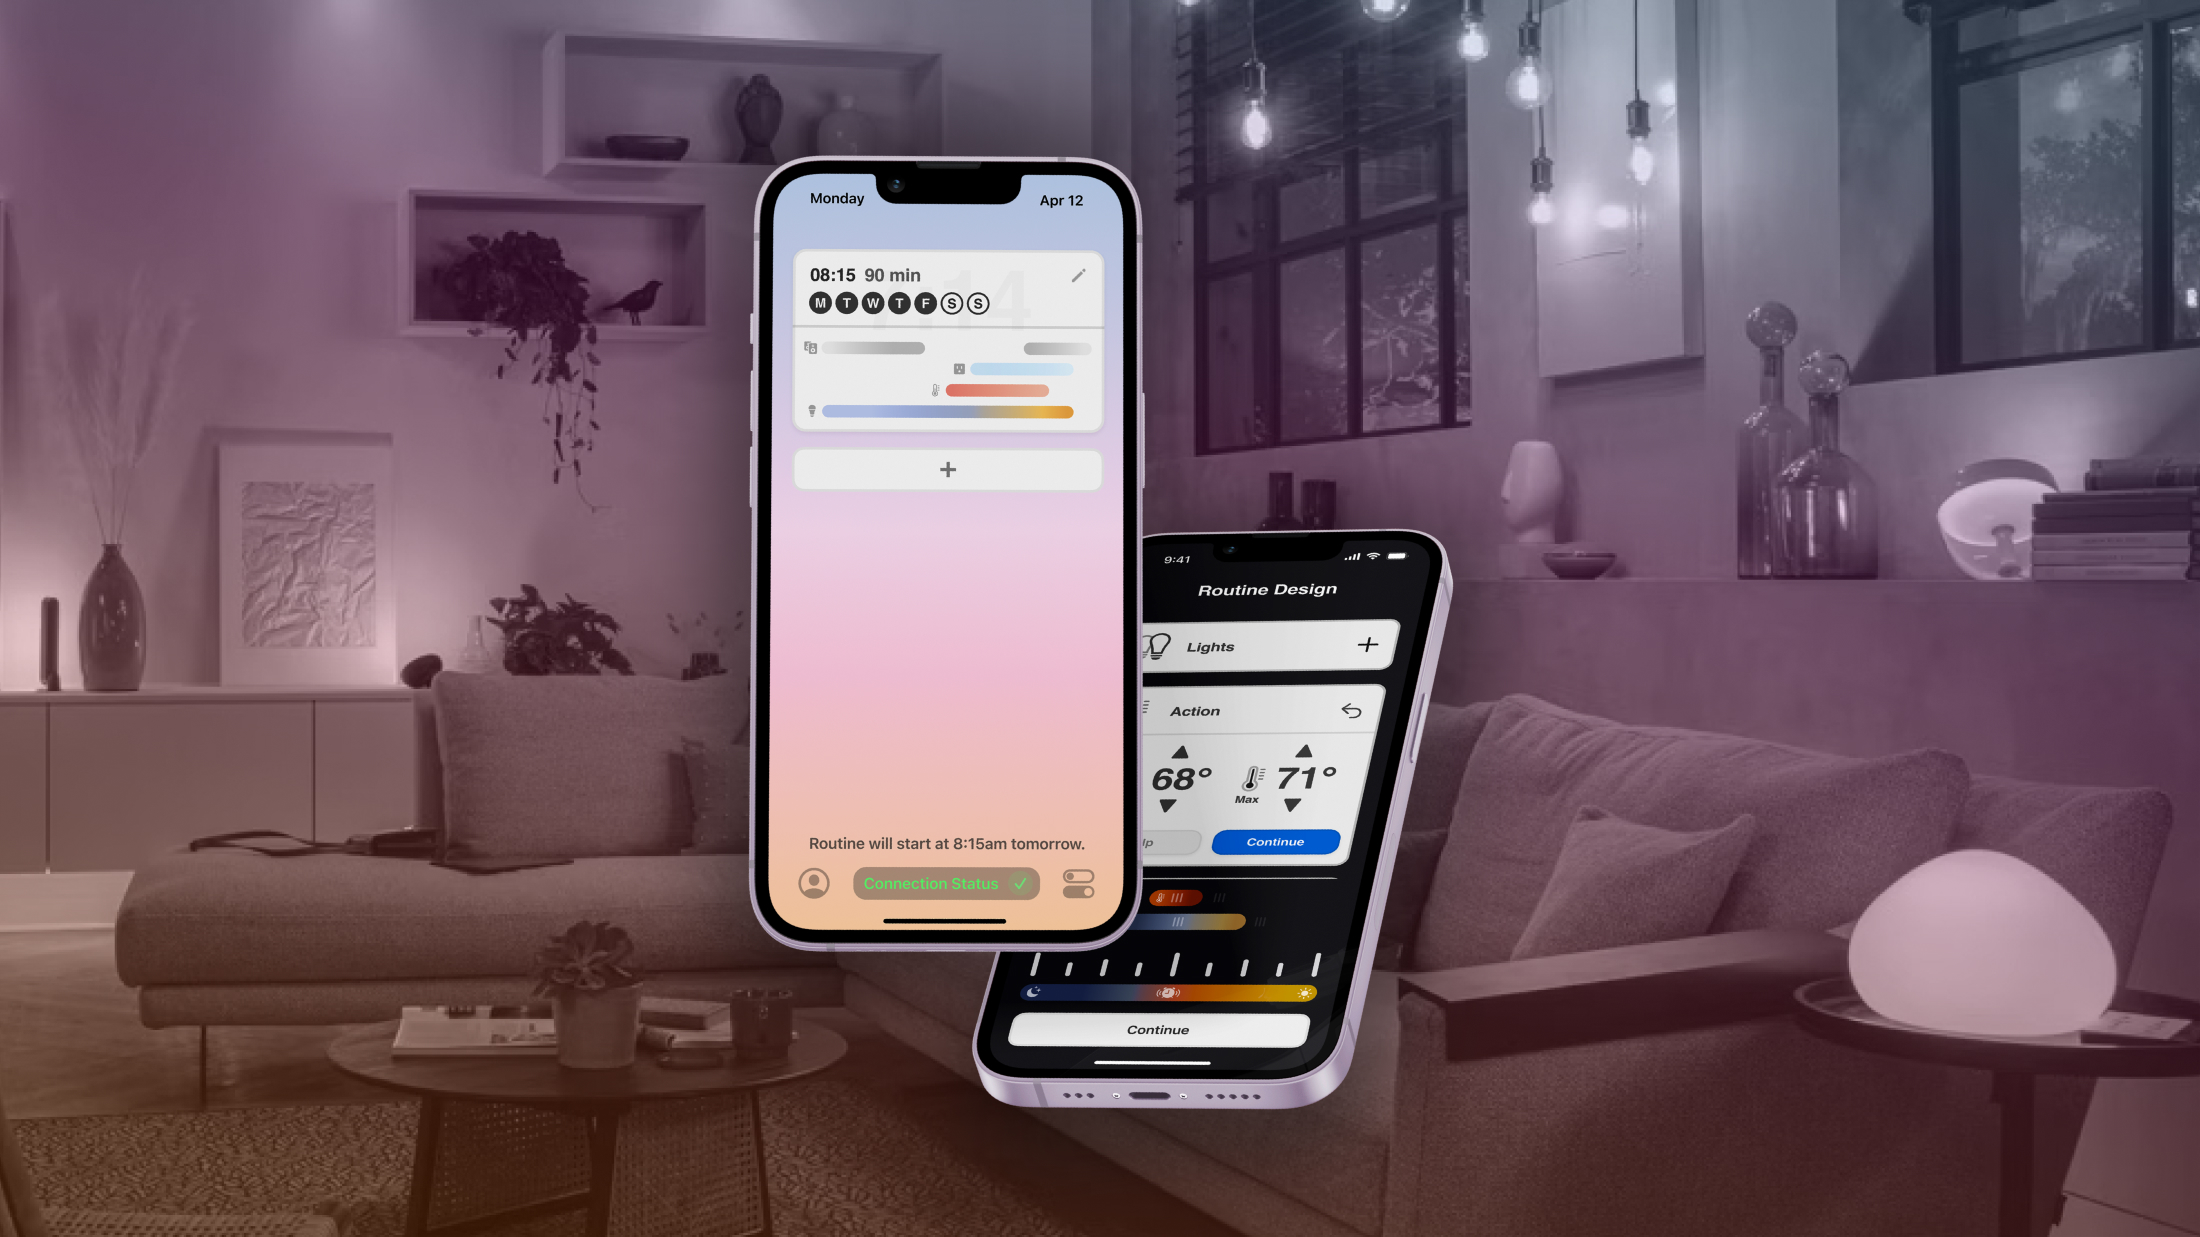 Monday
Apr 12
08:15 90 min
M T W T F S S
Routine will start at 8:15am tomorrow.
Connection Status
9:41
Routine Design
Lights
Action
68° 71°
Max
lp
Continue
Continue